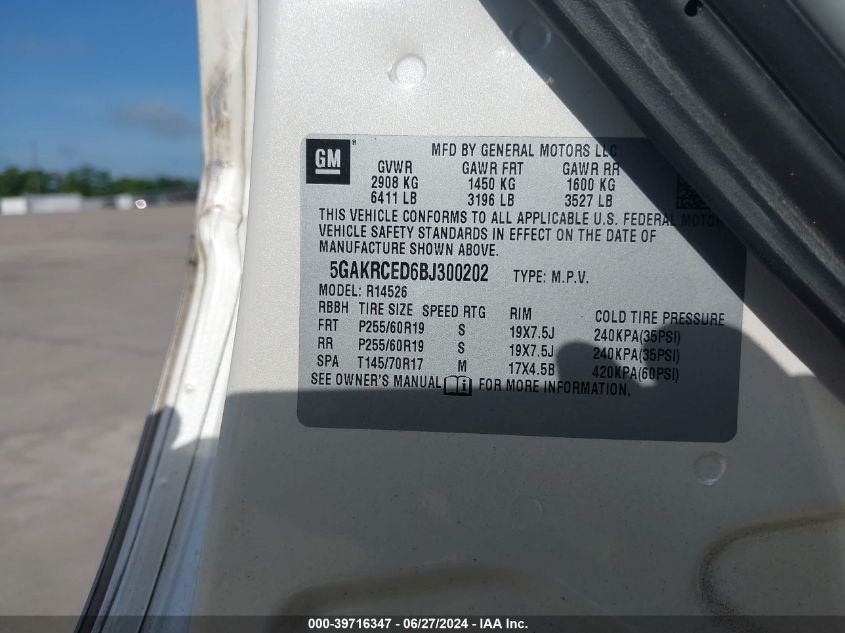 GM
MFD BY GENERAL MOTORS LLC
GVWR GAWR FRT GAWR RR
2908 KG 1450 KG 1600 KG
6411 LB 3196 LB 3527 LB
THIS VEHICLE CONFORMS TO ALL APPLICABLE U.S. FEDERAL MOTOR
VEHICLE SAFETY STANDARDS IN EFFECT ON THE DATE OF
MANUFACTURE SHOWN ABOVE.
5GAKRCED6BJ300202 TYPE: M.P.V.
MODEL: R14526
RBBH TIRE SIZE SPEED RTG RIM COLD TIRE PRESSURE
FRT P255/60R19 S 19X7.5J 240KPA(35PSI)
RR P255/60R19 S 19X7.5J 240KPA(35PSI)
SPA T145/70R17 M 17X4.5B 420KPA(60PSI)
SEE OWNER'S MANUAL FOR MORE INFORMATION.
000-39716347 - 06/27/2024 - IAA Inc.